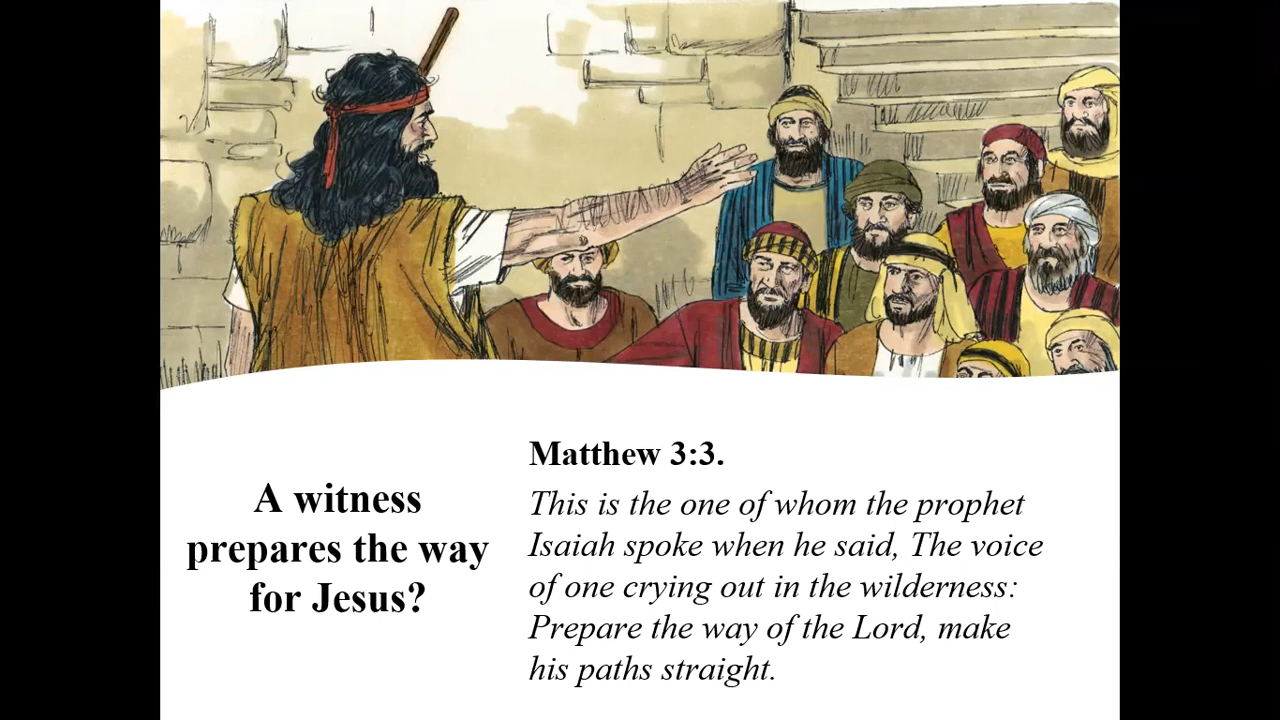 A witness
prepares the way
for Jesus?
Matthew 3:3.
This is the one of whom the prophet
Isaiah spoke when he said, The voice
of one crying out in the wilderness:
Prepare the way of the Lord, make
his paths straight.